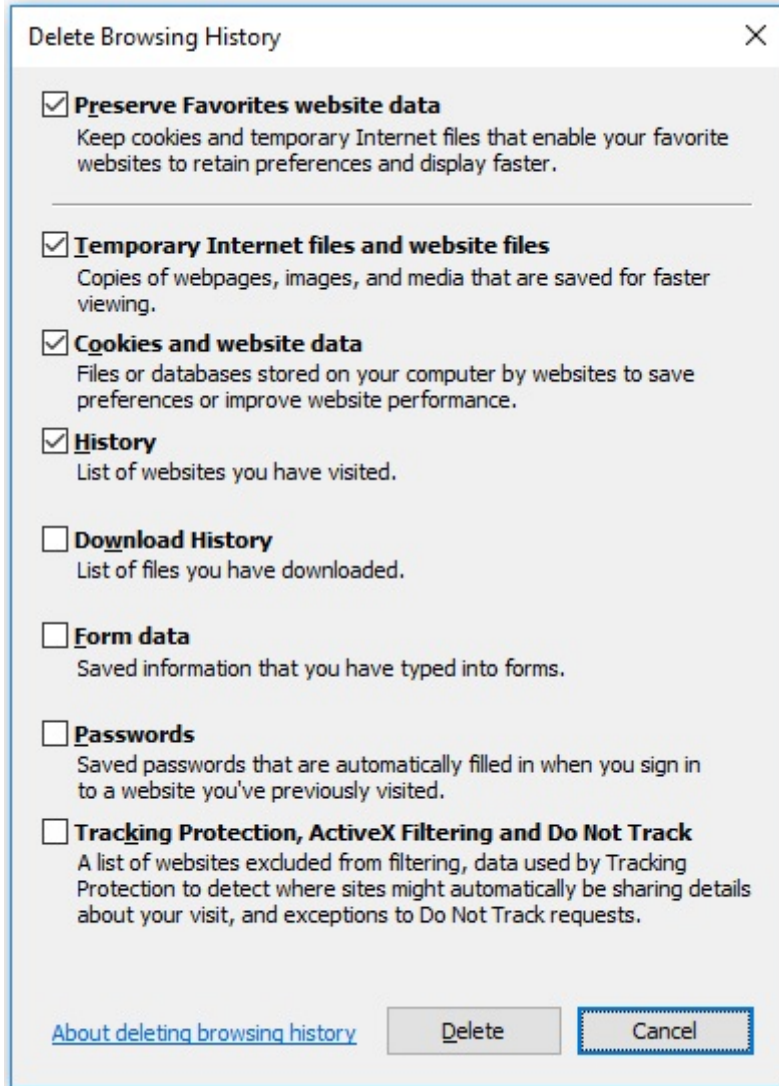 Delete Browsing History
Preserve Favorites website data
Keep cookies and temporary Internet files that enable your favorite
websites to retain preferences and display faster.
Temporary Internet files and website files
Copies of webpages, images, and media that are saved for faster
viewing.
Cookies and website data
Files or databases stored on your computer by websites to save
preferences or improve website performance.
History
List of websites you have visited.
Download History
List of files you have downloaded.
Form data
Saved information that you have typed into forms.
Passwords
Saved passwords that are automatically filled in when you sign in
to a website you've previously visited.
Tracking Protection, ActiveX Filtering and Do Not Track
A list of websites excluded from filtering, data used by Tracking
Protection to detect where sites might automatically be sharing details
about your visit, and exceptions to Do Not Track requests.
About deleting browsing history
Delete
Cancel